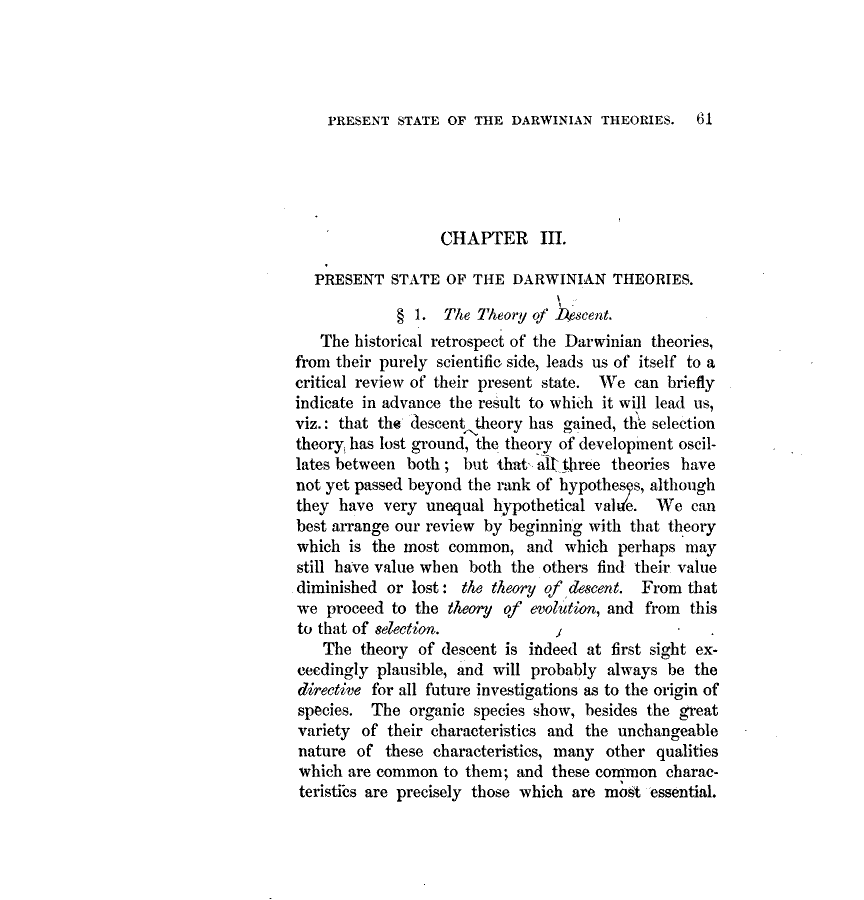 PRESENT STATE OF THE DARWINIAN THEORIES. 61
CHAPTER III.
PRESENT STATE OF THE DARWINIAN THEORIES.
§ 1. The Theory of Descent.
The historical retrospect of the Darwinian theories,
from their purely scientific side, leads us of itself to a
critical review of their present state. We can briefly
indicate in advance the result to which it will lead us,
viz.: that the descent theory has gained, the selection
theory has lost ground, the theory of development oscil-
lates between both; but that all three theories have
not yet passed beyond the rank of hypotheses, although
they have very unequal hypothetical value. We can
best arrange our review by beginning with that theory
which is the most common, and which perhaps may
still have value when both the others find their value
diminished or lost: the theory of descent. From that
we proceed to the theory of evolution, and from this
to that of selection.
The theory of descent is indeed at first sight ex-
ceedingly plausible, and will probably always be the
directive for all future investigations as to the origin of
species. The organic species show, besides the great
variety of their characteristics and the unchangeable
nature of these characteristics, many other qualities
which are common to them; and these common charac-
teristics are precisely those which are most essential.